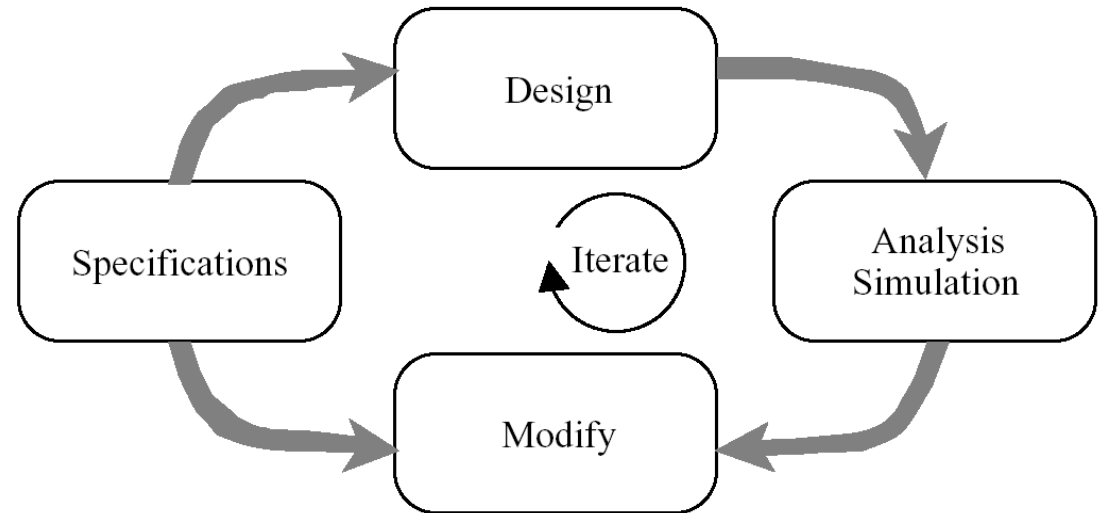 Design
Specifications
Iterate
Analysis
Simulation
Modify